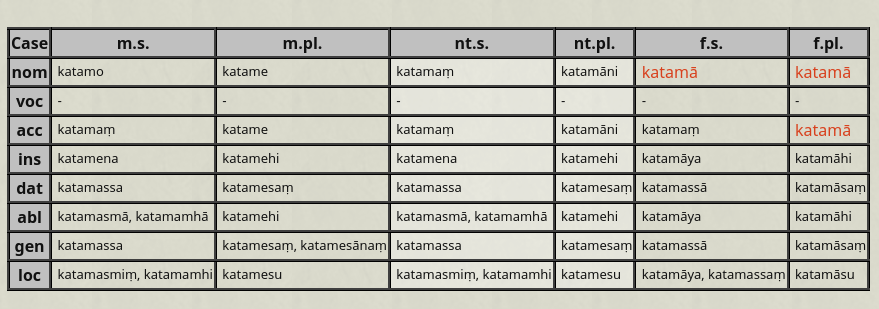 Case m.s. m.pl. nt.s. nt.pl. f.s. f.pl.
nom katamo katame katamaṃ katamāni katamā katamā
voc - - - - - -
acc katamaṃ katame katamaṃ katamāni katamaṃ katamā
ins katamena katamehi katamena katamehi katamāya katamāhi
dat katamassa katamesaṃ katamassa katamesaṃ katamassā katamāsaṃ
abl katamasmā, katamamhā katamehi katamasmā, katamamhā katamehi katamāya katamāhi
gen katamassa katamesaṃ, katamesānaṃ katamassa katamesaṃ katamassā katamāsaṃ
loc katamasmiṃ, katamamhi katamesu katamasmiṃ, katamamhi katamesu katamāya, katamassaṃ katamāsu